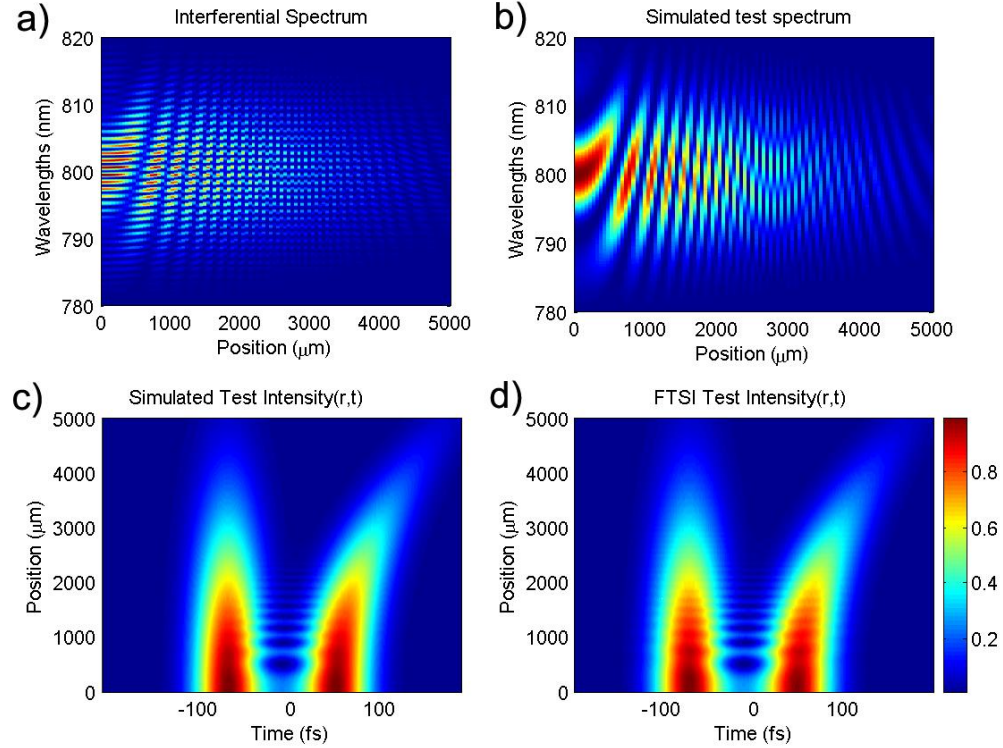 a)
Interferential Spectrum
820
810
800
790
780
Wavelengths (nm)
0 1000 2000 3000 4000 5000
Position (μm)
b)
Simulated test spectrum
820
810
800
790
780
Wavelengths (nm)
0 1000 2000 3000 4000 5000
Position (μm)
c)
Simulated Test Intensity(r,t)
5000
4000
3000
2000
1000
0
Position (μm)
-100 0 100
Time (fs)
d)
FTSI Test Intensity(r,t)
5000
4000
3000
2000
1000
0
Position (μm)
-100 0 100
Time (fs)
0.8
0.6
0.4
0.2